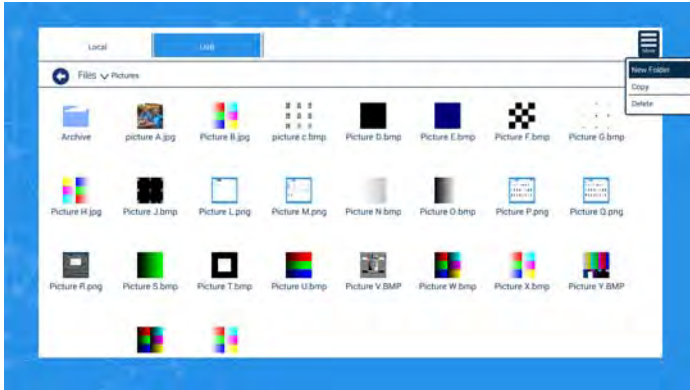 Local
USB
More
New Folder
Copy
Delete
Files Pictures
Archive
picture A.jpg
Picture B.jpg
picture c.bmp
Picture D.bmp
Picture E.bmp
Picture F.bmp
Picture G.bmp
Picture H.jpg
Picture J.bmp
Picture L.png
Picture M.png
Picture N.bmp
Picture O.bmp
Picture P.png
Picture Q.png
Picture R.png
Picture S.bmp
Picture T.bmp
Picture U.bmp
Picture V.BMP
Picture W.bmp
Picture X.bmp
Picture Y.BMP